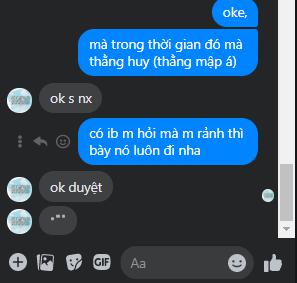 oke,
mà trong thời gian đó mà
thằng huy (thằng mập á)
ok s nx
có ib m hỏi mà m rảnh thì
bày nó luôn đi nha
ok duyệt
GIF
Aa